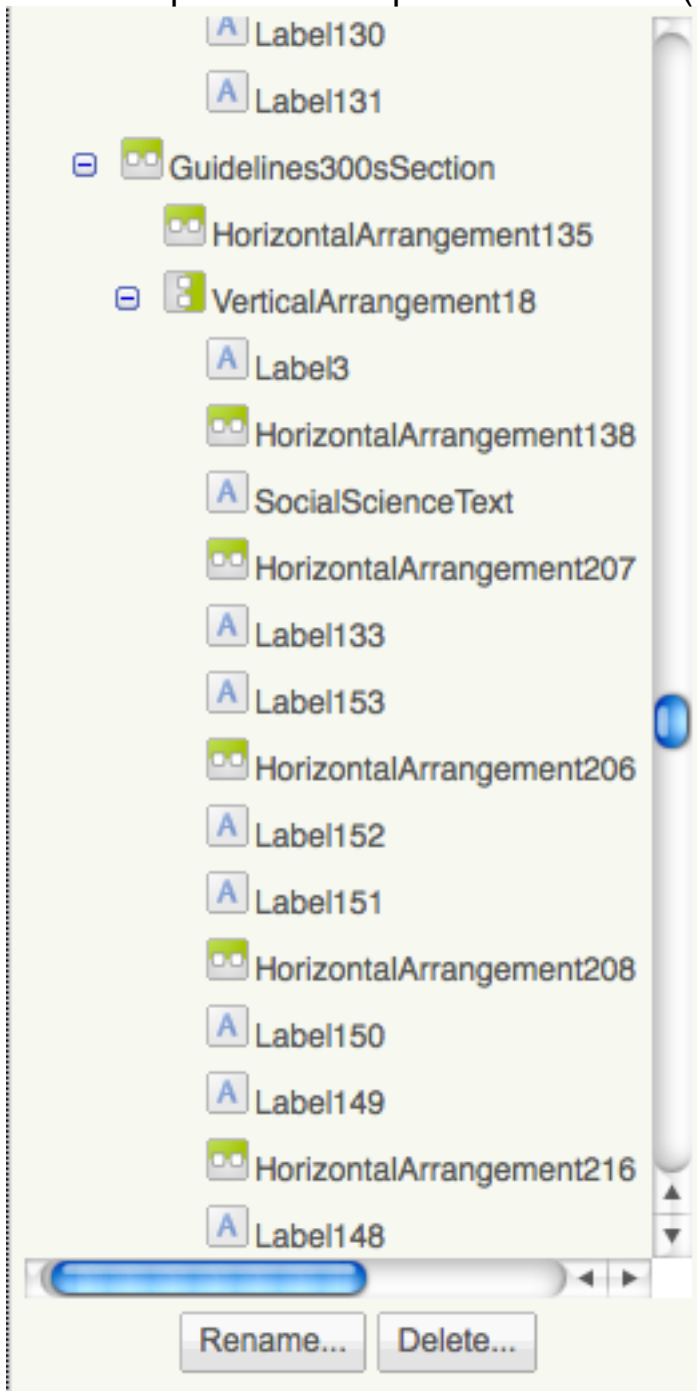 Label130
Label131
Guidelines300sSection
HorizontalArrangement135
VerticalArrangement18
Label3
HorizontalArrangement138
SocialScienceText
HorizontalArrangement207
Label133
Label153
HorizontalArrangement206
Label152
Label151
HorizontalArrangement208
Label150
Label149
HorizontalArrangement216
Label148
Rename... Delete...